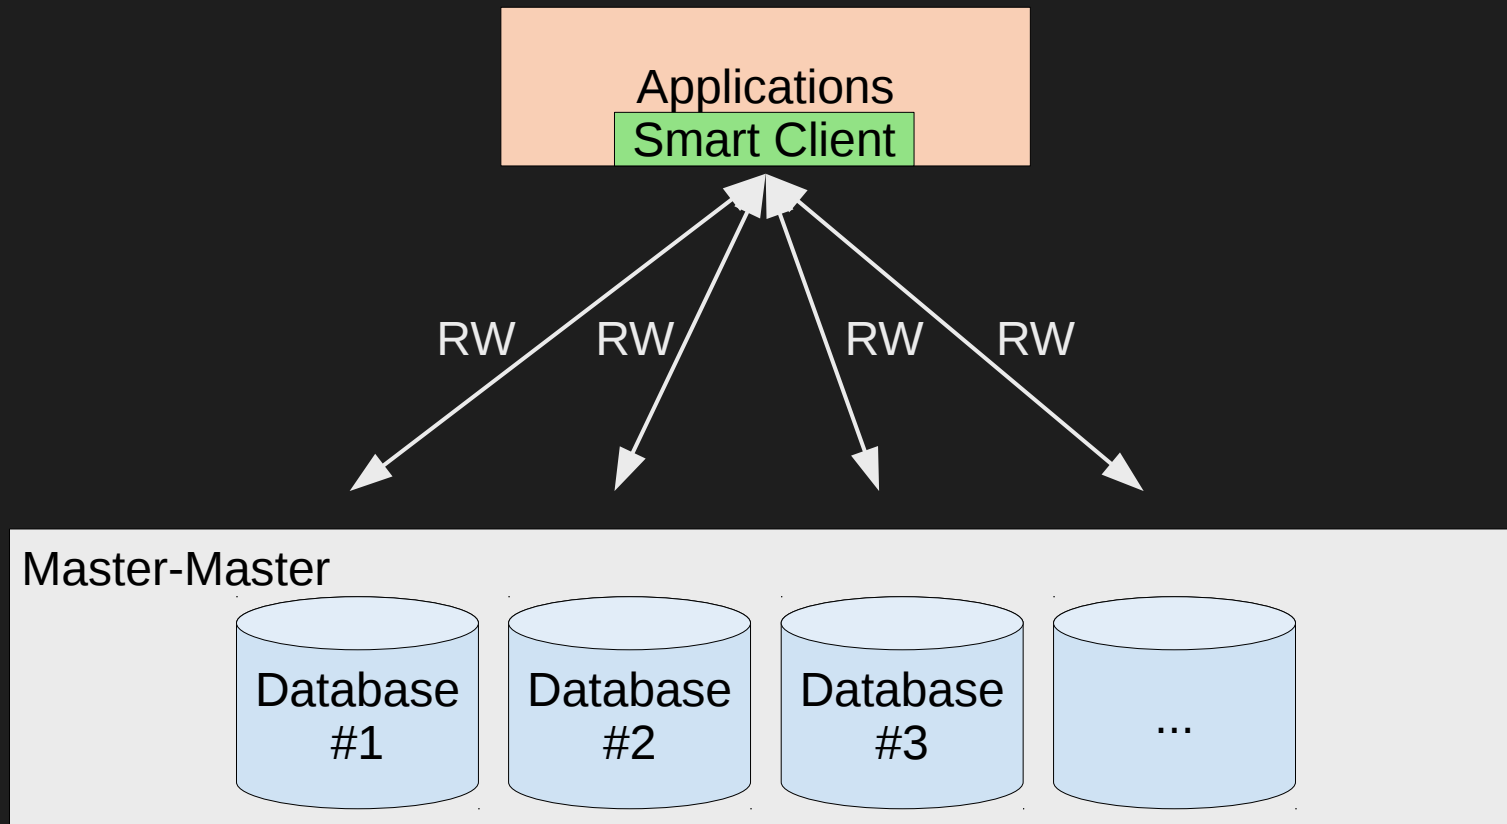 Applications
Smart Client
RW RW RW RW
Master-Master
Database Database Database
#1 #2 #3 ...